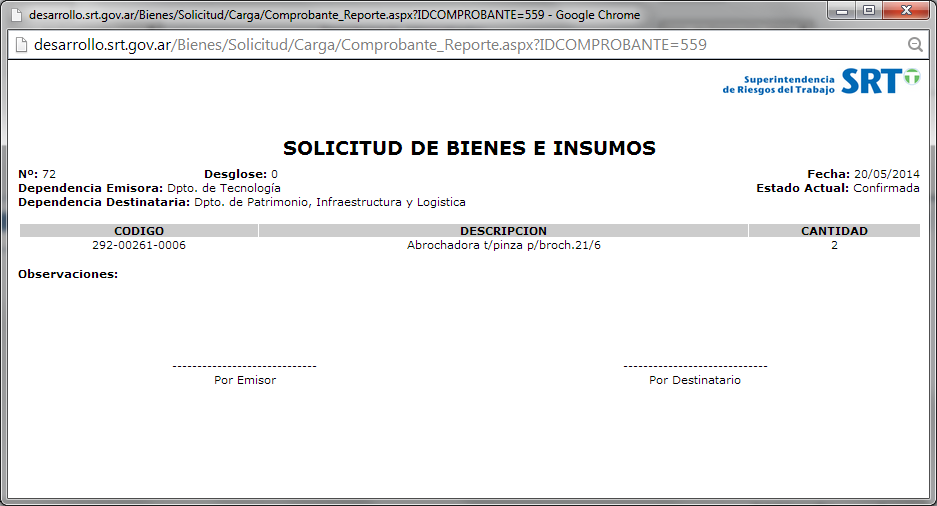 desarrollo.srt.gov.ar/Bienes/Solicitud/Carga/Comprobante_Reporte.aspx?IDCOMPROBANTE=559 - Google Chrome
desarrollo.srt.gov.ar/Bienes/Solicitud/Carga/Comprobante_Reporte.aspx?IDCOMPROBANTE=559
Superintendencia
de Riesgos del Trabajo SRT
SOLICITUD DE BIENES E INSUMOS
Nº: 72 Desglose: 0 Fecha: 20/05/2014
Dependencia Emisora: Dpto. de Tecnología Estado Actual: Confirmada
Dependencia Destinataria: Dpto. de Patrimonio, Infraestructura y Logistica
CODIGO DESCRIPCION CANTIDAD
292-00261-0006 Abrochadora t/pinza p/broch.21/6 2
Observaciones:
----------------------------- -----------------------------
Por Emisor Por Destinatario